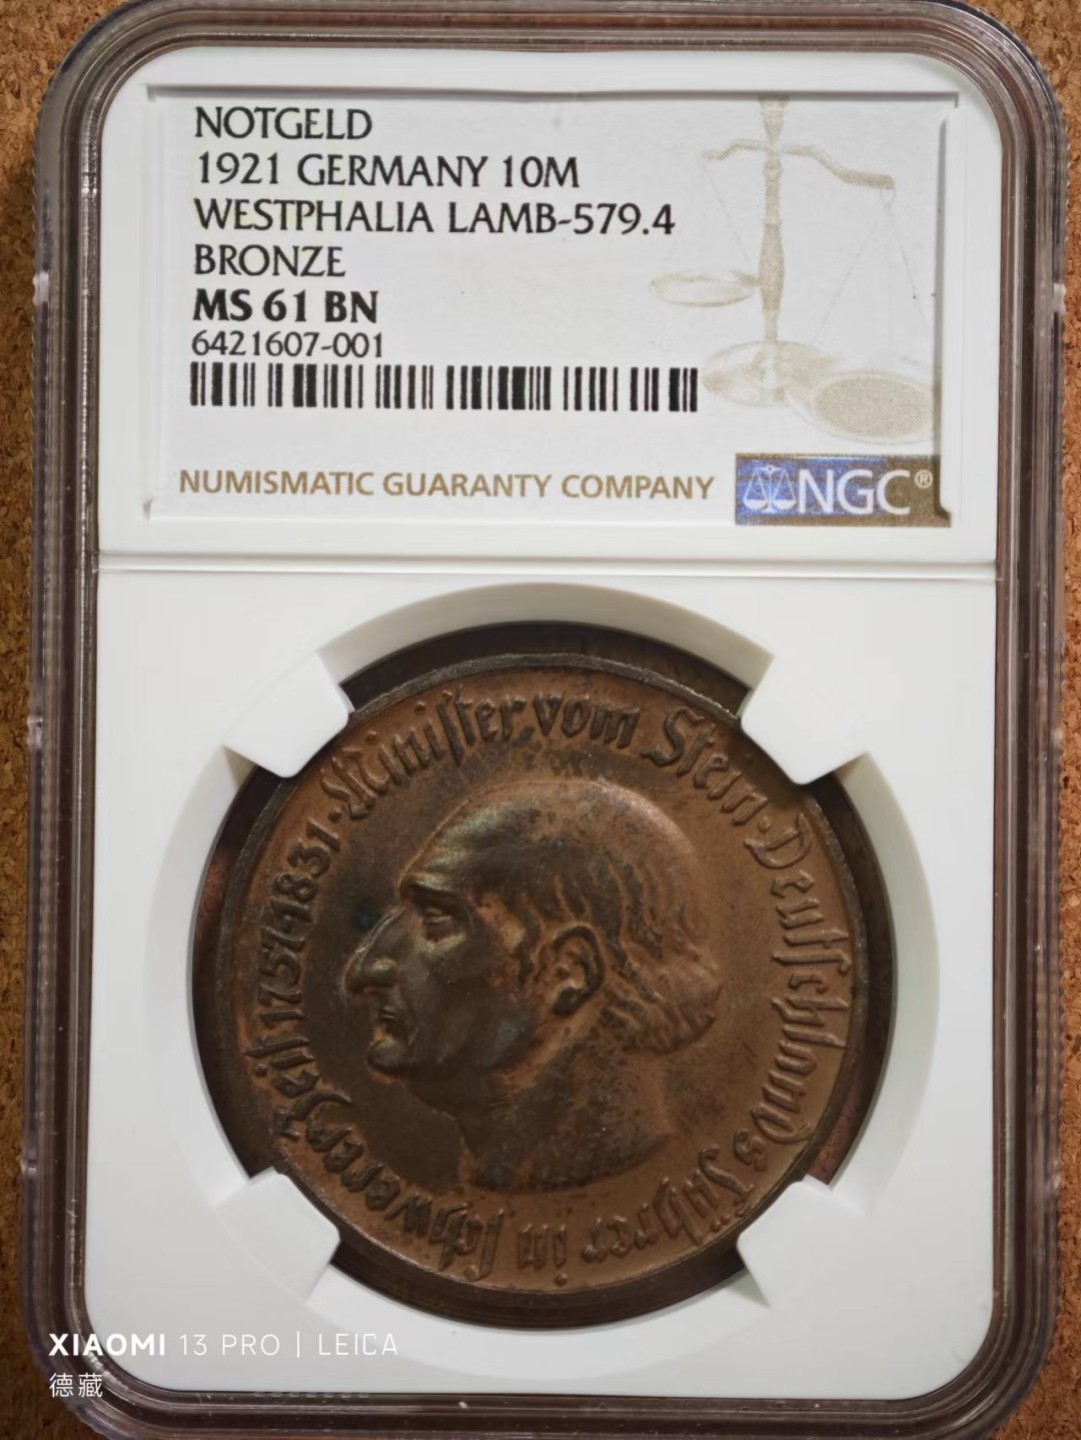 NOTGELD
1921 GERMANY 10M
WESTPHALIA LAMB-579.4
BRONZE
MS 61 BN
6421607-001
NUMISMATIC GUARANTY COMPANY
NGC®
Miniſter vom Stein · Deutſchlands Führer in ſchwerer Zeit 1757-1831 ·
XIAOMI 13 PRO | LEICA
德藏